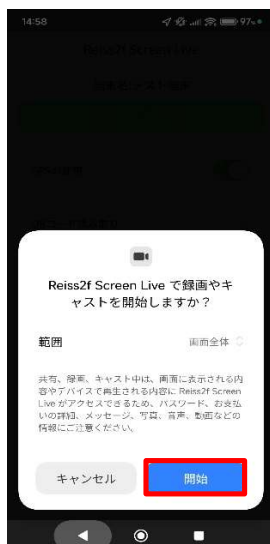 14:58
97%
Reiss2f Screen Live
Reiss2f Screen Live で録画やキ
ャストを開始しますか？
範囲
画面全体
共有、録画、キャスト中は、画面に表示される内
容やデバイスで再生される内容に Reiss2f Screen
Live がアクセスできるため、パスワード、お支払
いの詳細、メッセージ、写真、音声、動画などの
情報にご注意ください。
キャンセル
開始